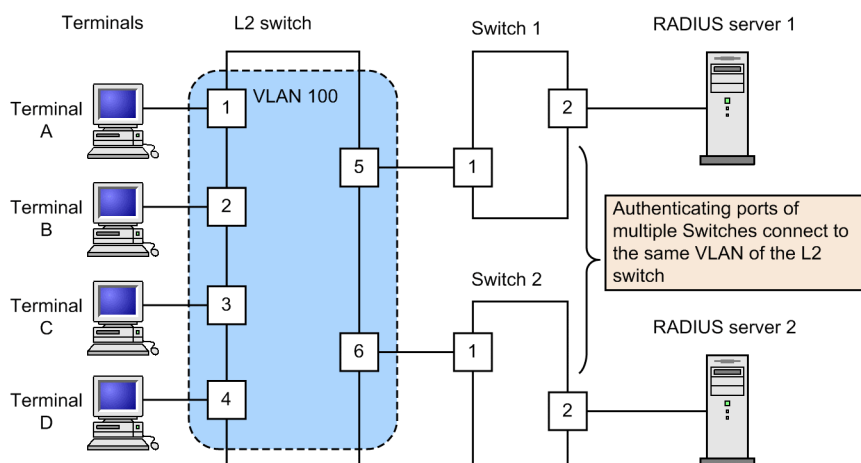 Terminals
L2 switch
Switch 1
RADIUS server 1
Terminal
A
1
VLAN 100
2
5
1
Terminal
B
2
Authenticating ports of
multiple Switches connect to
the same VLAN of the L2
switch
Terminal
C
3
Switch 2
RADIUS server 2
6
1
Terminal
D
4
2